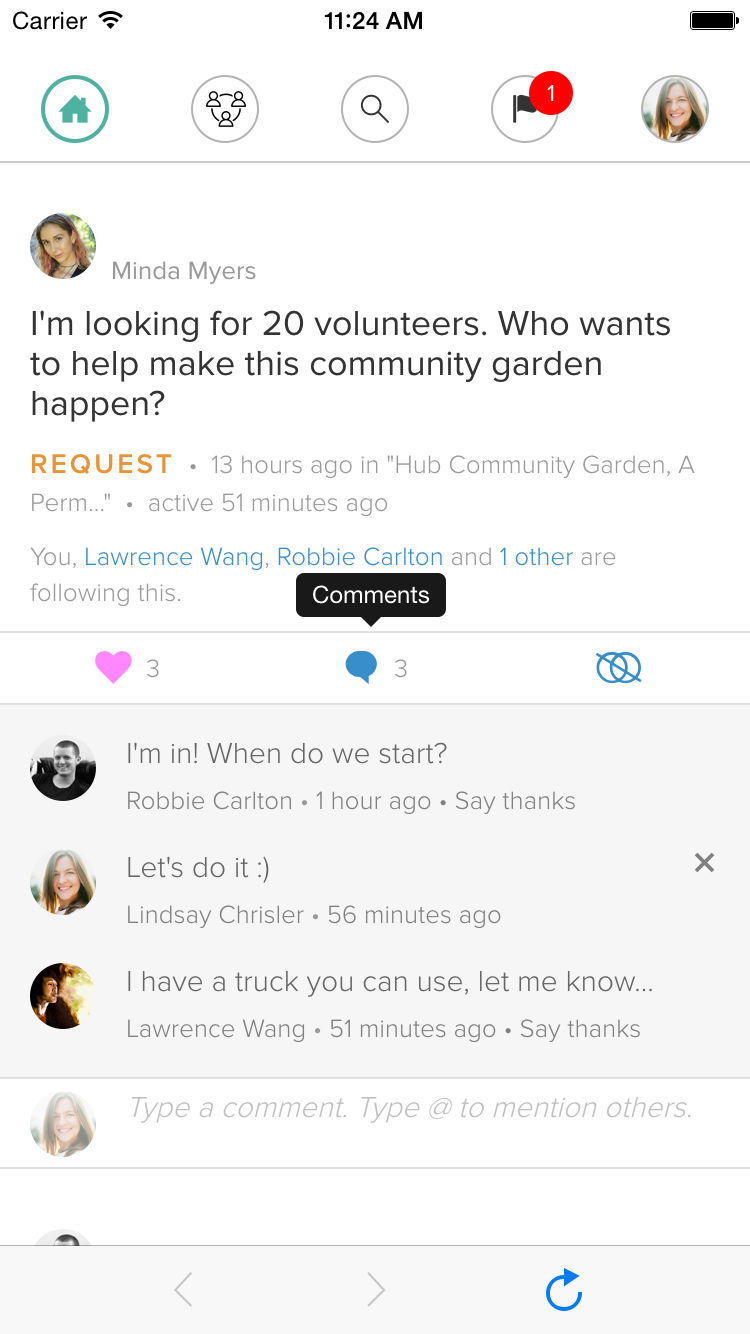 Carrier 11:24 AM
1
Minda Myers
I'm looking for 20 volunteers. Who wants
to help make this community garden
happen?
REQUEST • 13 hours ago in "Hub Community Garden, A
Perm..." • active 51 minutes ago
You, Lawrence Wang, Robbie Carlton and 1 other are
following this.
Comments
3 3
I'm in! When do we start?
Robbie Carlton • 1 hour ago • Say thanks
Let's do it :)
Lindsay Chrisler • 56 minutes ago
I have a truck you can use, let me know...
Lawrence Wang • 51 minutes ago • Say thanks
Type a comment. Type @ to mention others.